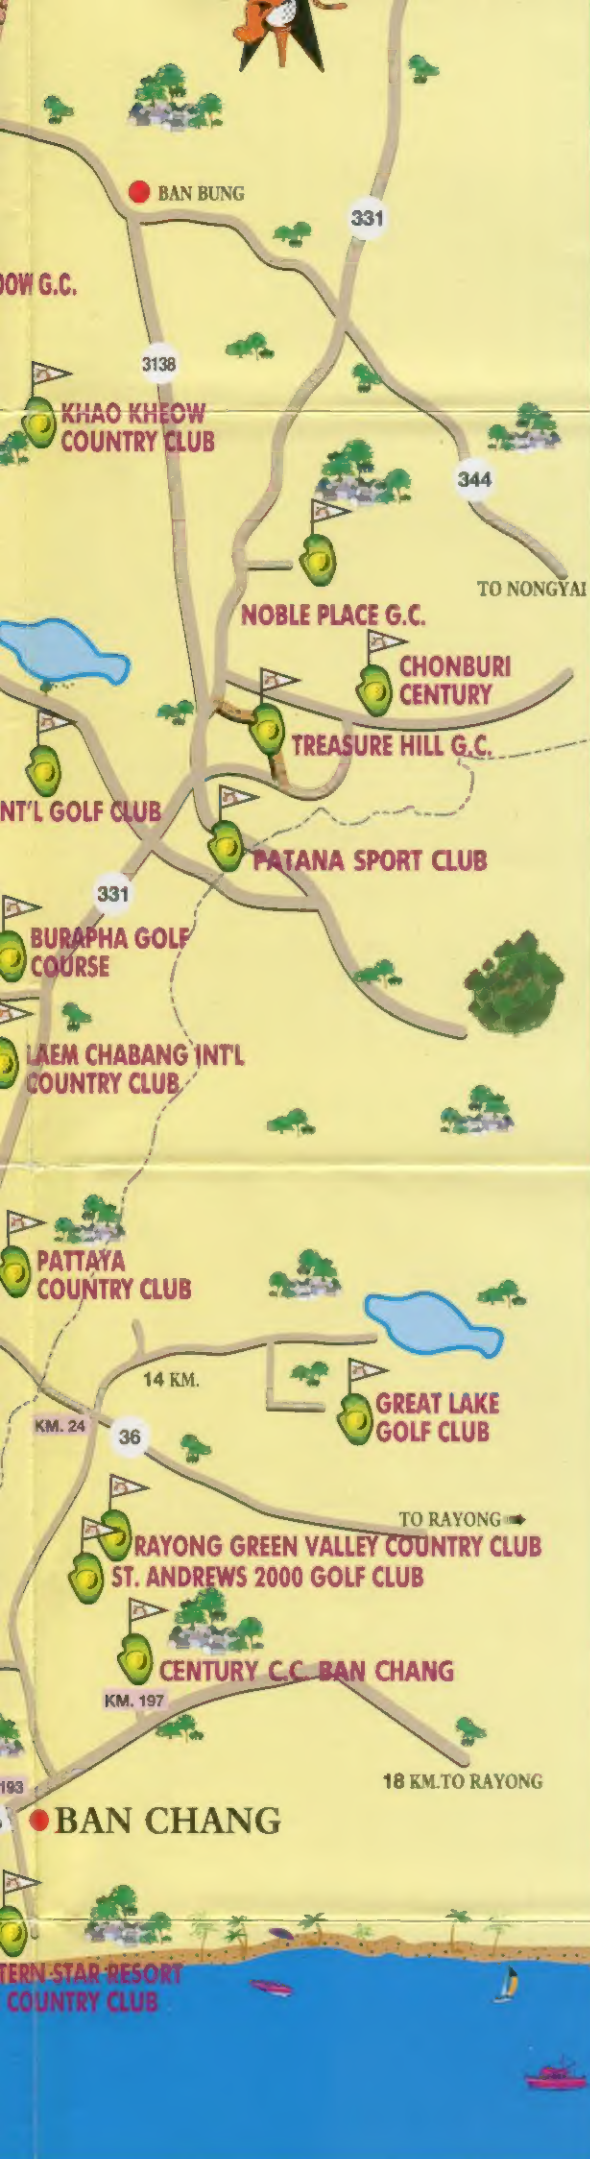 BAN BUNG
331
OOW G.C.
3138
KHAO KHEOW
COUNTRY CLUB
344
TO NONGYAI
NOBLE PLACE G.C.
CHONBURI
CENTURY
TREASURE HILL G.C.
NT'L GOLF CLUB
PATANA SPORT CLUB
331
BURAPHA GOLF
COURSE
LAEM CHABANG INT'L
COUNTRY CLUB
PATTAYA
COUNTRY CLUB
14 KM.
GREAT LAKE
GOLF CLUB
KM. 24
36
TO RAYONG
RAYONG GREEN VALLEY COUNTRY CLUB
ST. ANDREWS 2000 GOLF CLUB
CENTURY C.C. BAN CHANG
KM. 197
18 KM.TO RAYONG
193
BAN CHANG
TERN STAR RESORT
COUNTRY CLUB